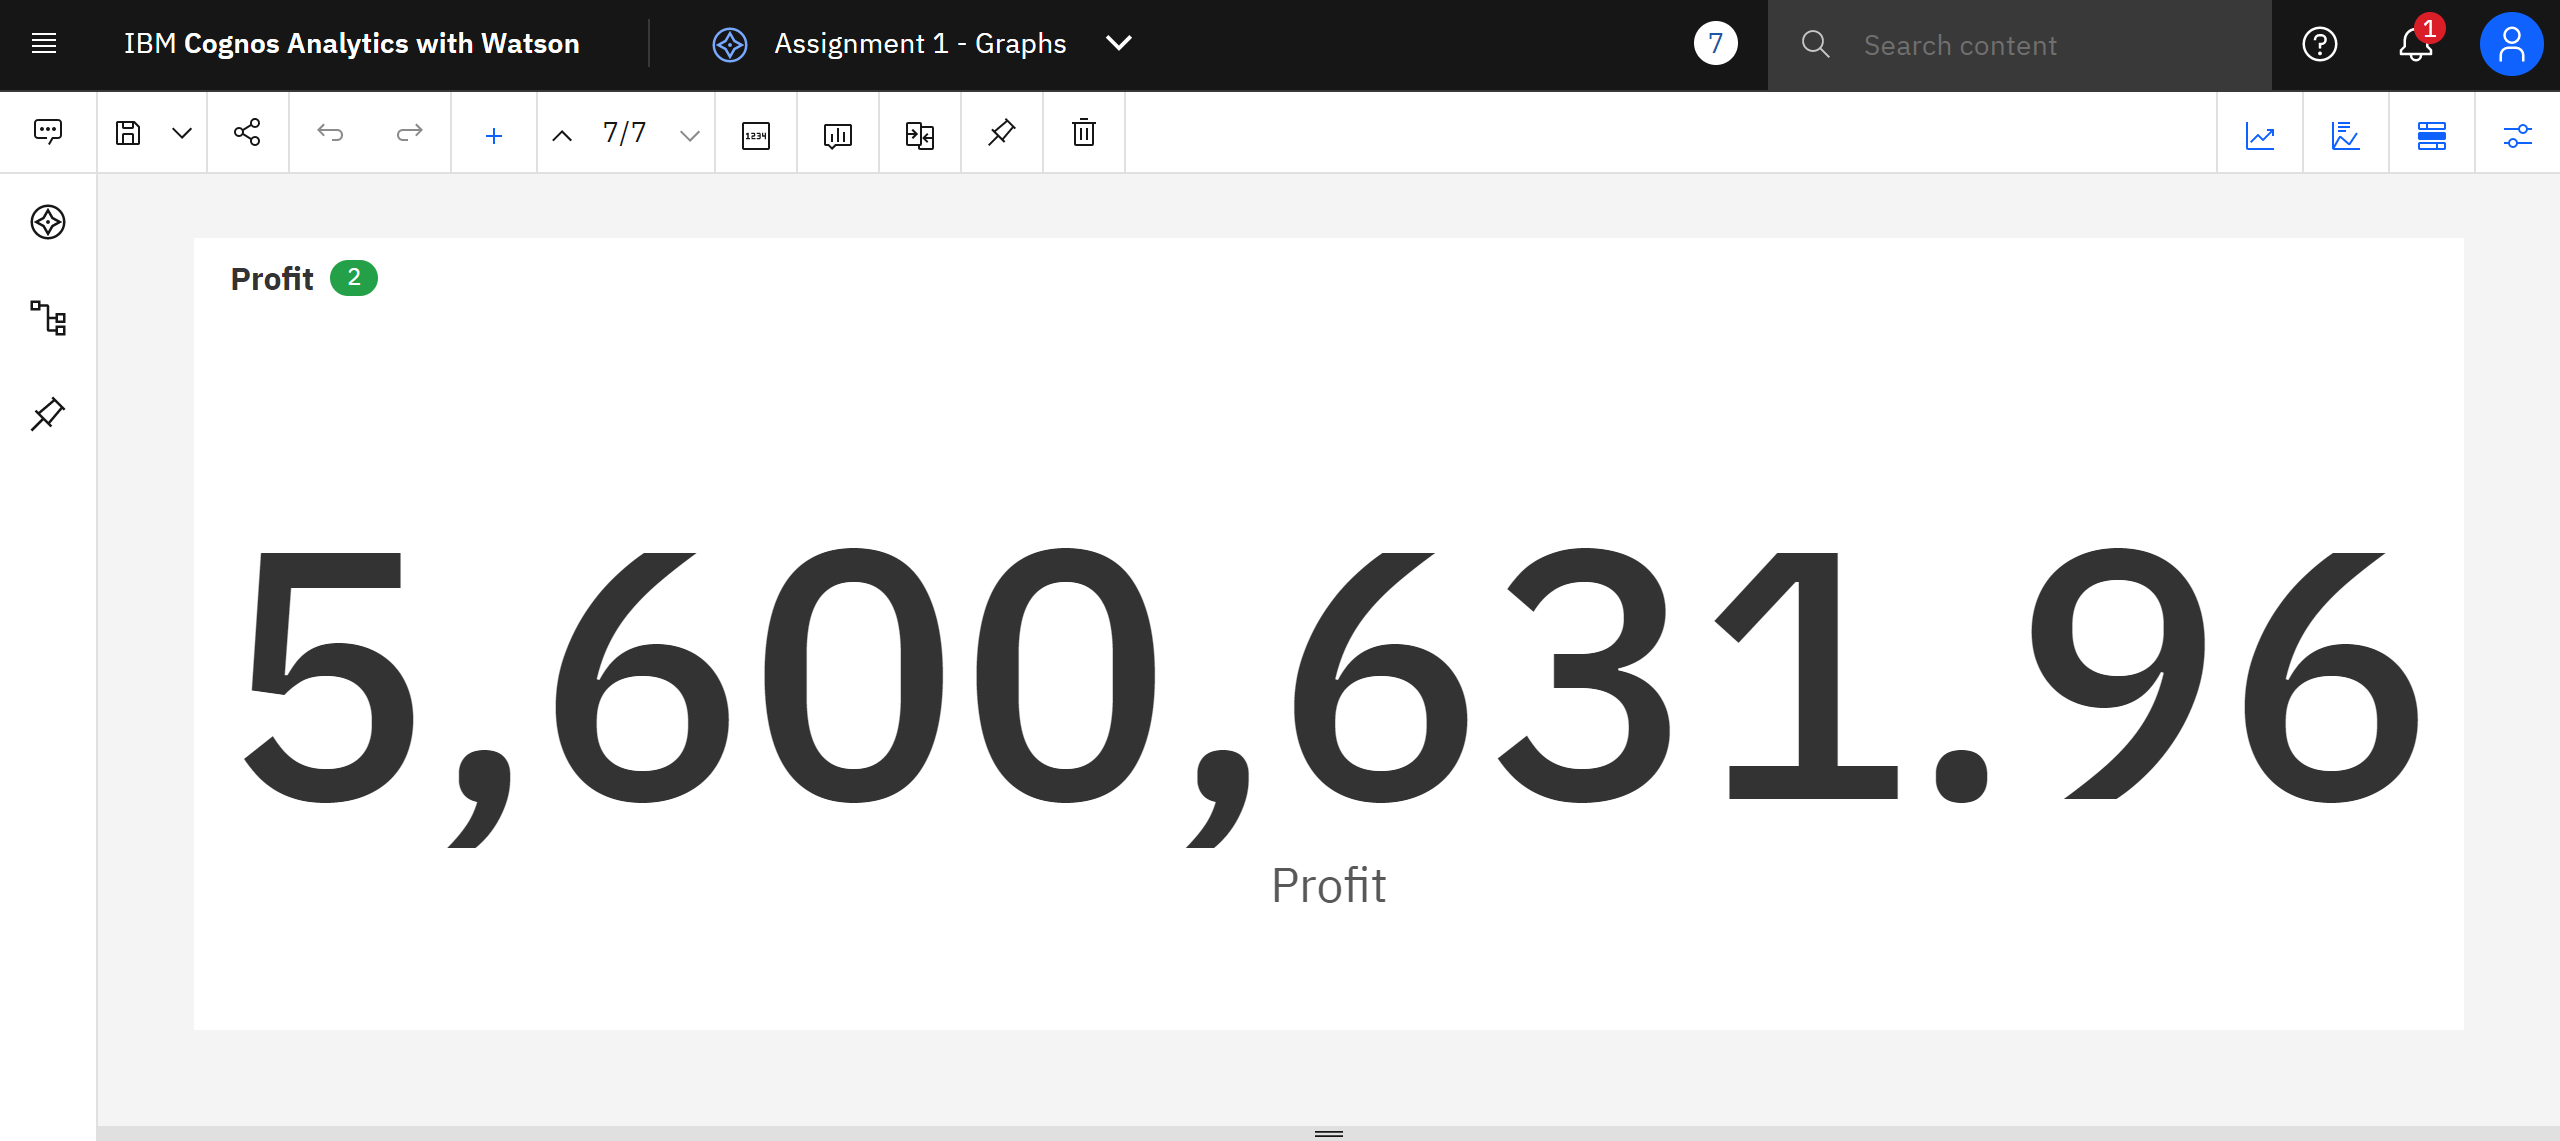 IBM Cognos Analytics with Watson
Assignment 1 - Graphs
7
Search content
1
7/7
1234
Profit 2
5,600,631.96
Profit